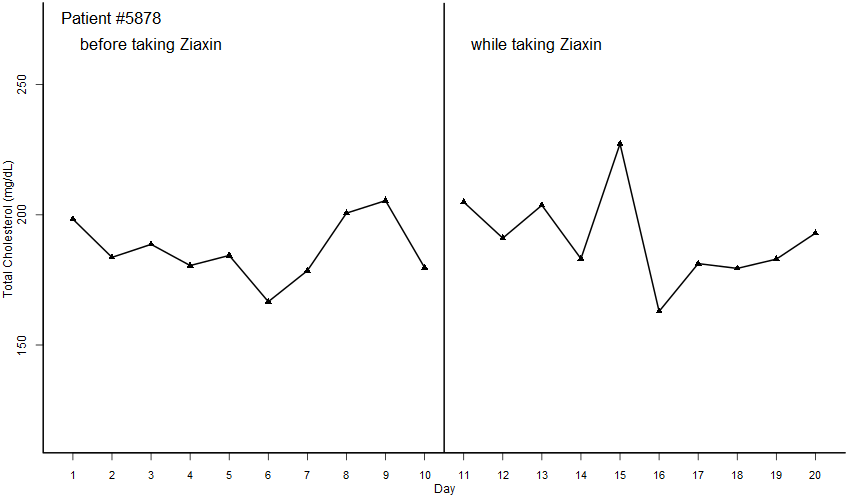 Patient #5878
before taking Ziaxin
while taking Ziaxin
Total Cholesterol (mg/dL)
250
200
150
1 2 3 4 5 6 7 8 9 10 11 12 13 14 15 16 17 18 19 20
Day